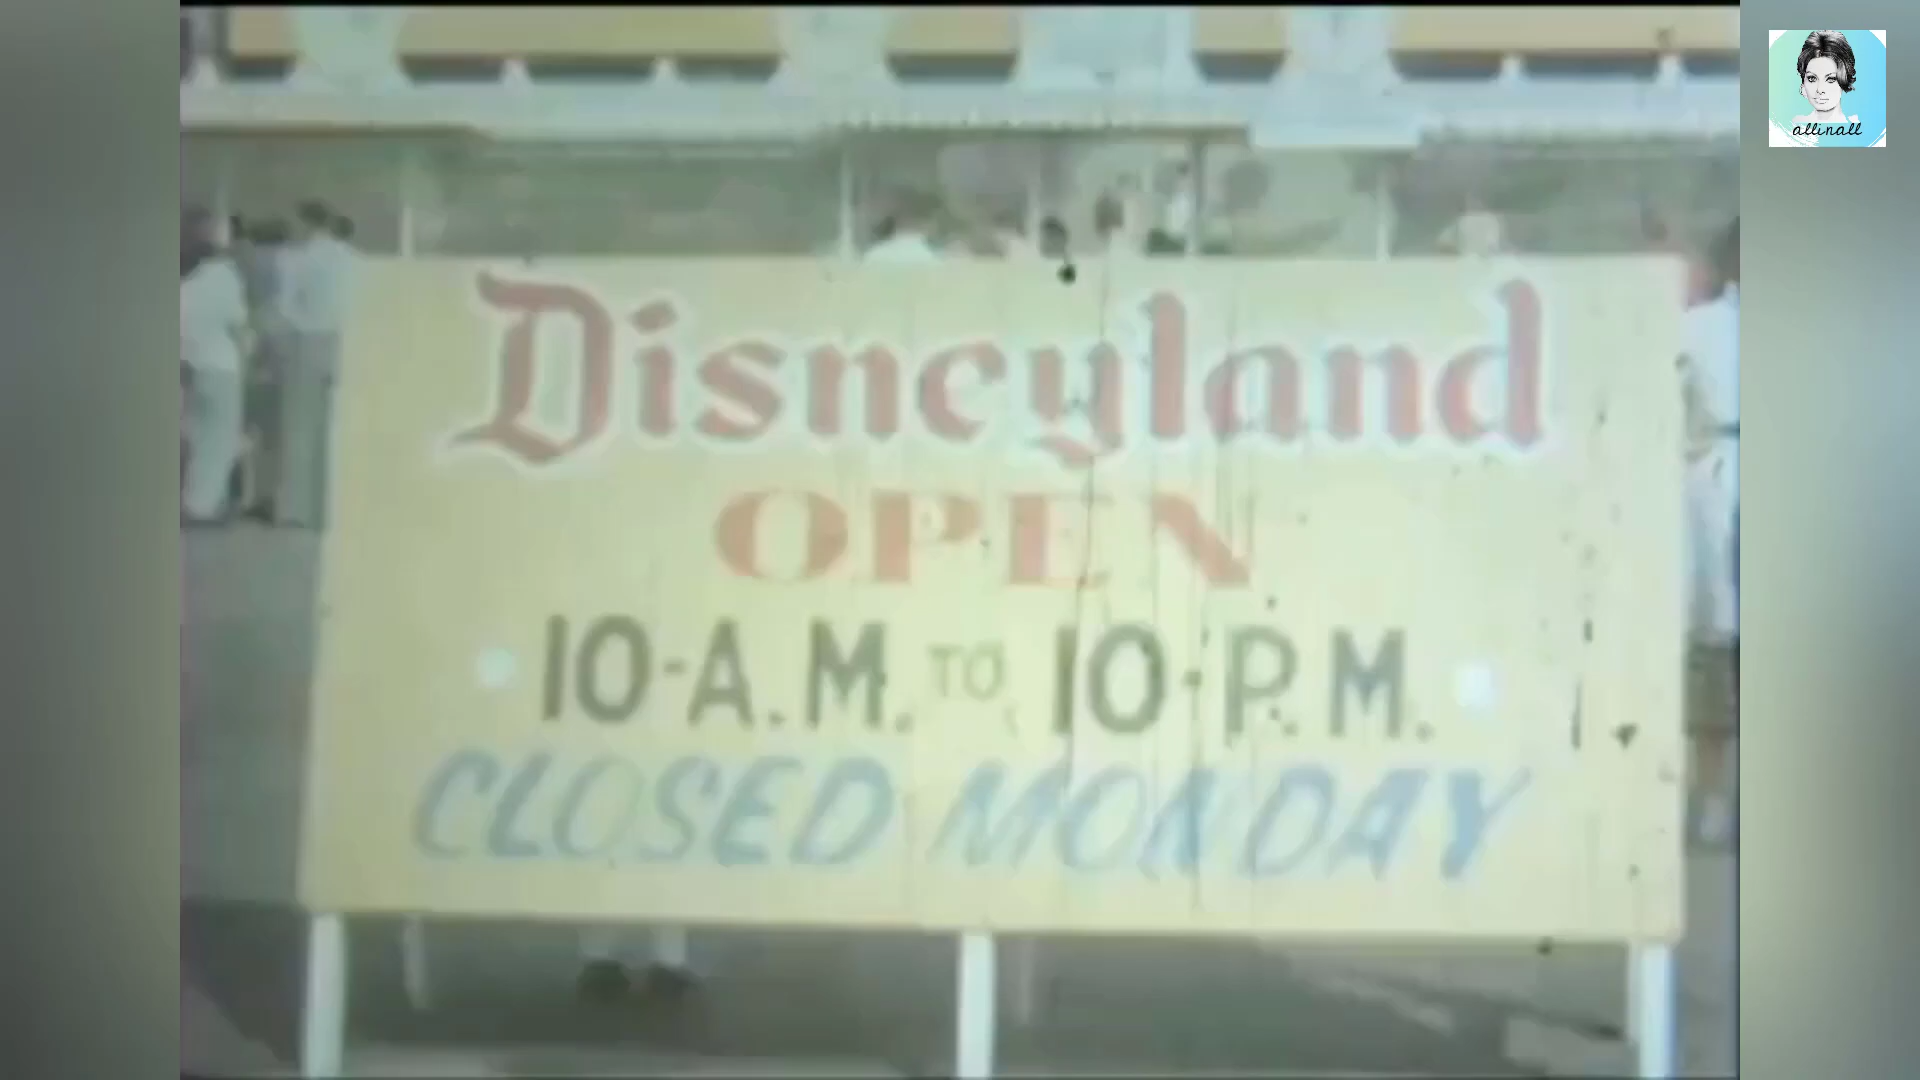 Disneyland
OPEN
10-A.M. TO 10-P.M.
CLOSED MONDAY
allinall